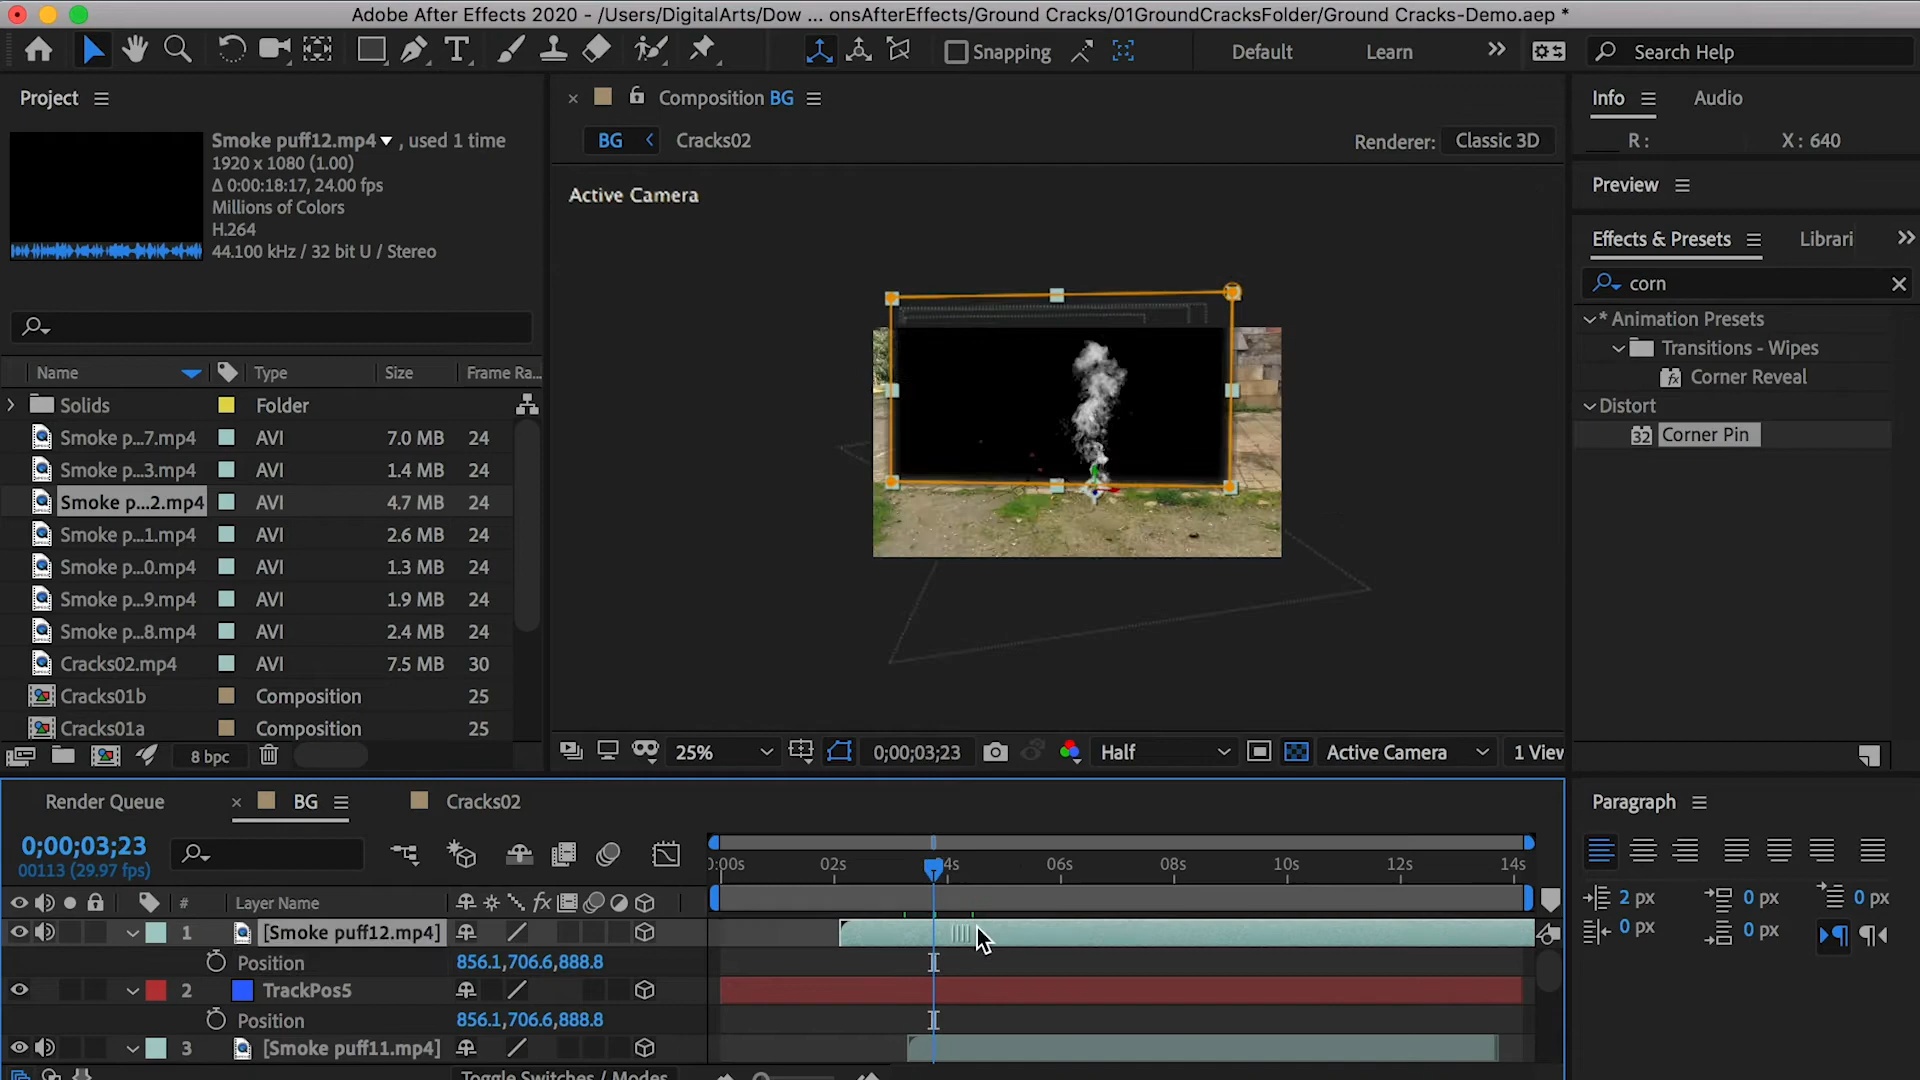 Adobe After Effects 2020 - /Users/DigitalArts/Dow ... onsAfterEffects/Ground Cracks/01GroundCracksFolder/Ground Cracks-Demo.aep *
Snapping
Default
Learn
Search Help
Project
Smoke puff12.mp4 , used 1 time
1920 x 1080 (1.00)
Δ 0:00:18:17, 24.00 fps
Millions of Colors
H.264
44.100 kHz / 32 bit U / Stereo
Name Type Size Frame Ra...
Solids Folder
Smoke p...7.mp4 AVI 7.0 MB 24
Smoke p...3.mp4 AVI 1.4 MB 24
Smoke p...2.mp4 AVI 4.7 MB 24
Smoke p...1.mp4 AVI 2.6 MB 24
Smoke p...0.mp4 AVI 1.3 MB 24
Smoke p...9.mp4 AVI 1.9 MB 24
Smoke p...8.mp4 AVI 2.4 MB 24
Cracks02.mp4 AVI 7.5 MB 30
Cracks01b Composition 25
Cracks01a Composition 25
8 bpc
Composition BG
BG Cracks02
Renderer: Classic 3D
Active Camera
25% 0;00;03;23 Half Active Camera 1 View
Info Audio
R : X : 640
Preview
Effects & Presets Librari
corn
* Animation Presets
Transitions - Wipes
Corner Reveal
Distort
32 Corner Pin
Render Queue BG Cracks02
0;00;03;23
00113 (29.97 fps)
):00s 02s 04s 06s 08s 10s 12s 14s
# Layer Name fx
1 [Smoke puff12.mp4]
Position 856.1,706.6,888.8
2 TrackPos5
Position 856.1,706.6,888.8
3 [Smoke puff11.mp4]
Toggle Switches / Modes
Paragraph
2 px 0 px 0 px
0 px 0 px